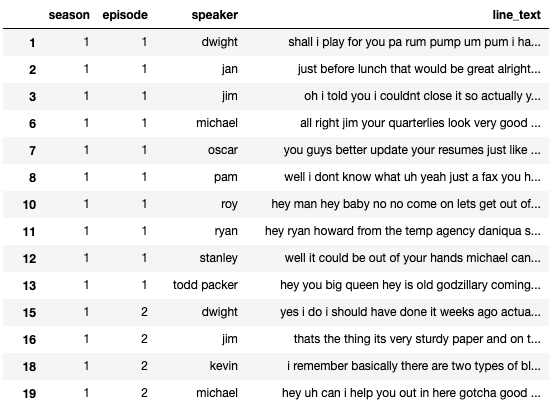 season episode speaker line_text
1 1 1 dwight shall i play for you pa rum pump um pum i ha...
2 1 1 jan just before lunch that would be great alright...
3 1 1 jim oh i told you i couldnt close it so actually y...
6 1 1 michael all right jim your quarterlies look very good ...
7 1 1 oscar you guys better update your resumes just like ...
8 1 1 pam well i dont know what uh yeah just a fax you h...
10 1 1 roy hey man hey baby no no come on lets get out of...
11 1 1 ryan hey ryan howard from the temp agency daniqua s...
12 1 1 stanley well it could be out of your hands michael can...
13 1 1 todd packer hey you big queen hey is old godzillary coming...
15 1 2 dwight yes i do i should have done it weeks ago actua...
16 1 2 jim thats the thing its very sturdy paper and on t...
18 1 2 kevin i remember basically there are two types of bl...
19 1 2 michael hey uh can i help you out in here gotcha good ...